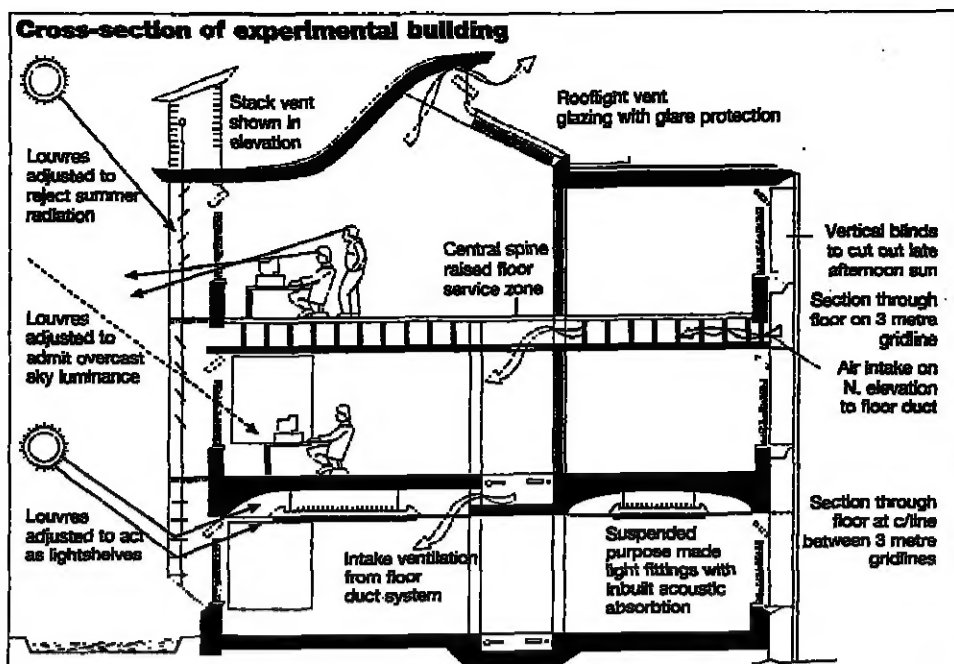 Cross-section of experimental building
Stack vent
shown in
elevation
Rooflight vent
glazing with glare protection
Louvres
adjusted to
reject summer
radiation
Central spine
raised floor
service zone
Vertical blinds
to cut out late
afternoon sun
Section through
floor on 3 metre
gridline
Louvres
adjusted to
admit overcast
sky luminance
Air intake on
N. elevation
to floor duct
Louvres
adjusted to act
as lightshelves
Intake ventilation
from floor
duct system
Suspended
purpose made
light fittings with
inbuilt acoustic
absorbtion
Section through
floor at c/line
between 3 metre
gridlines